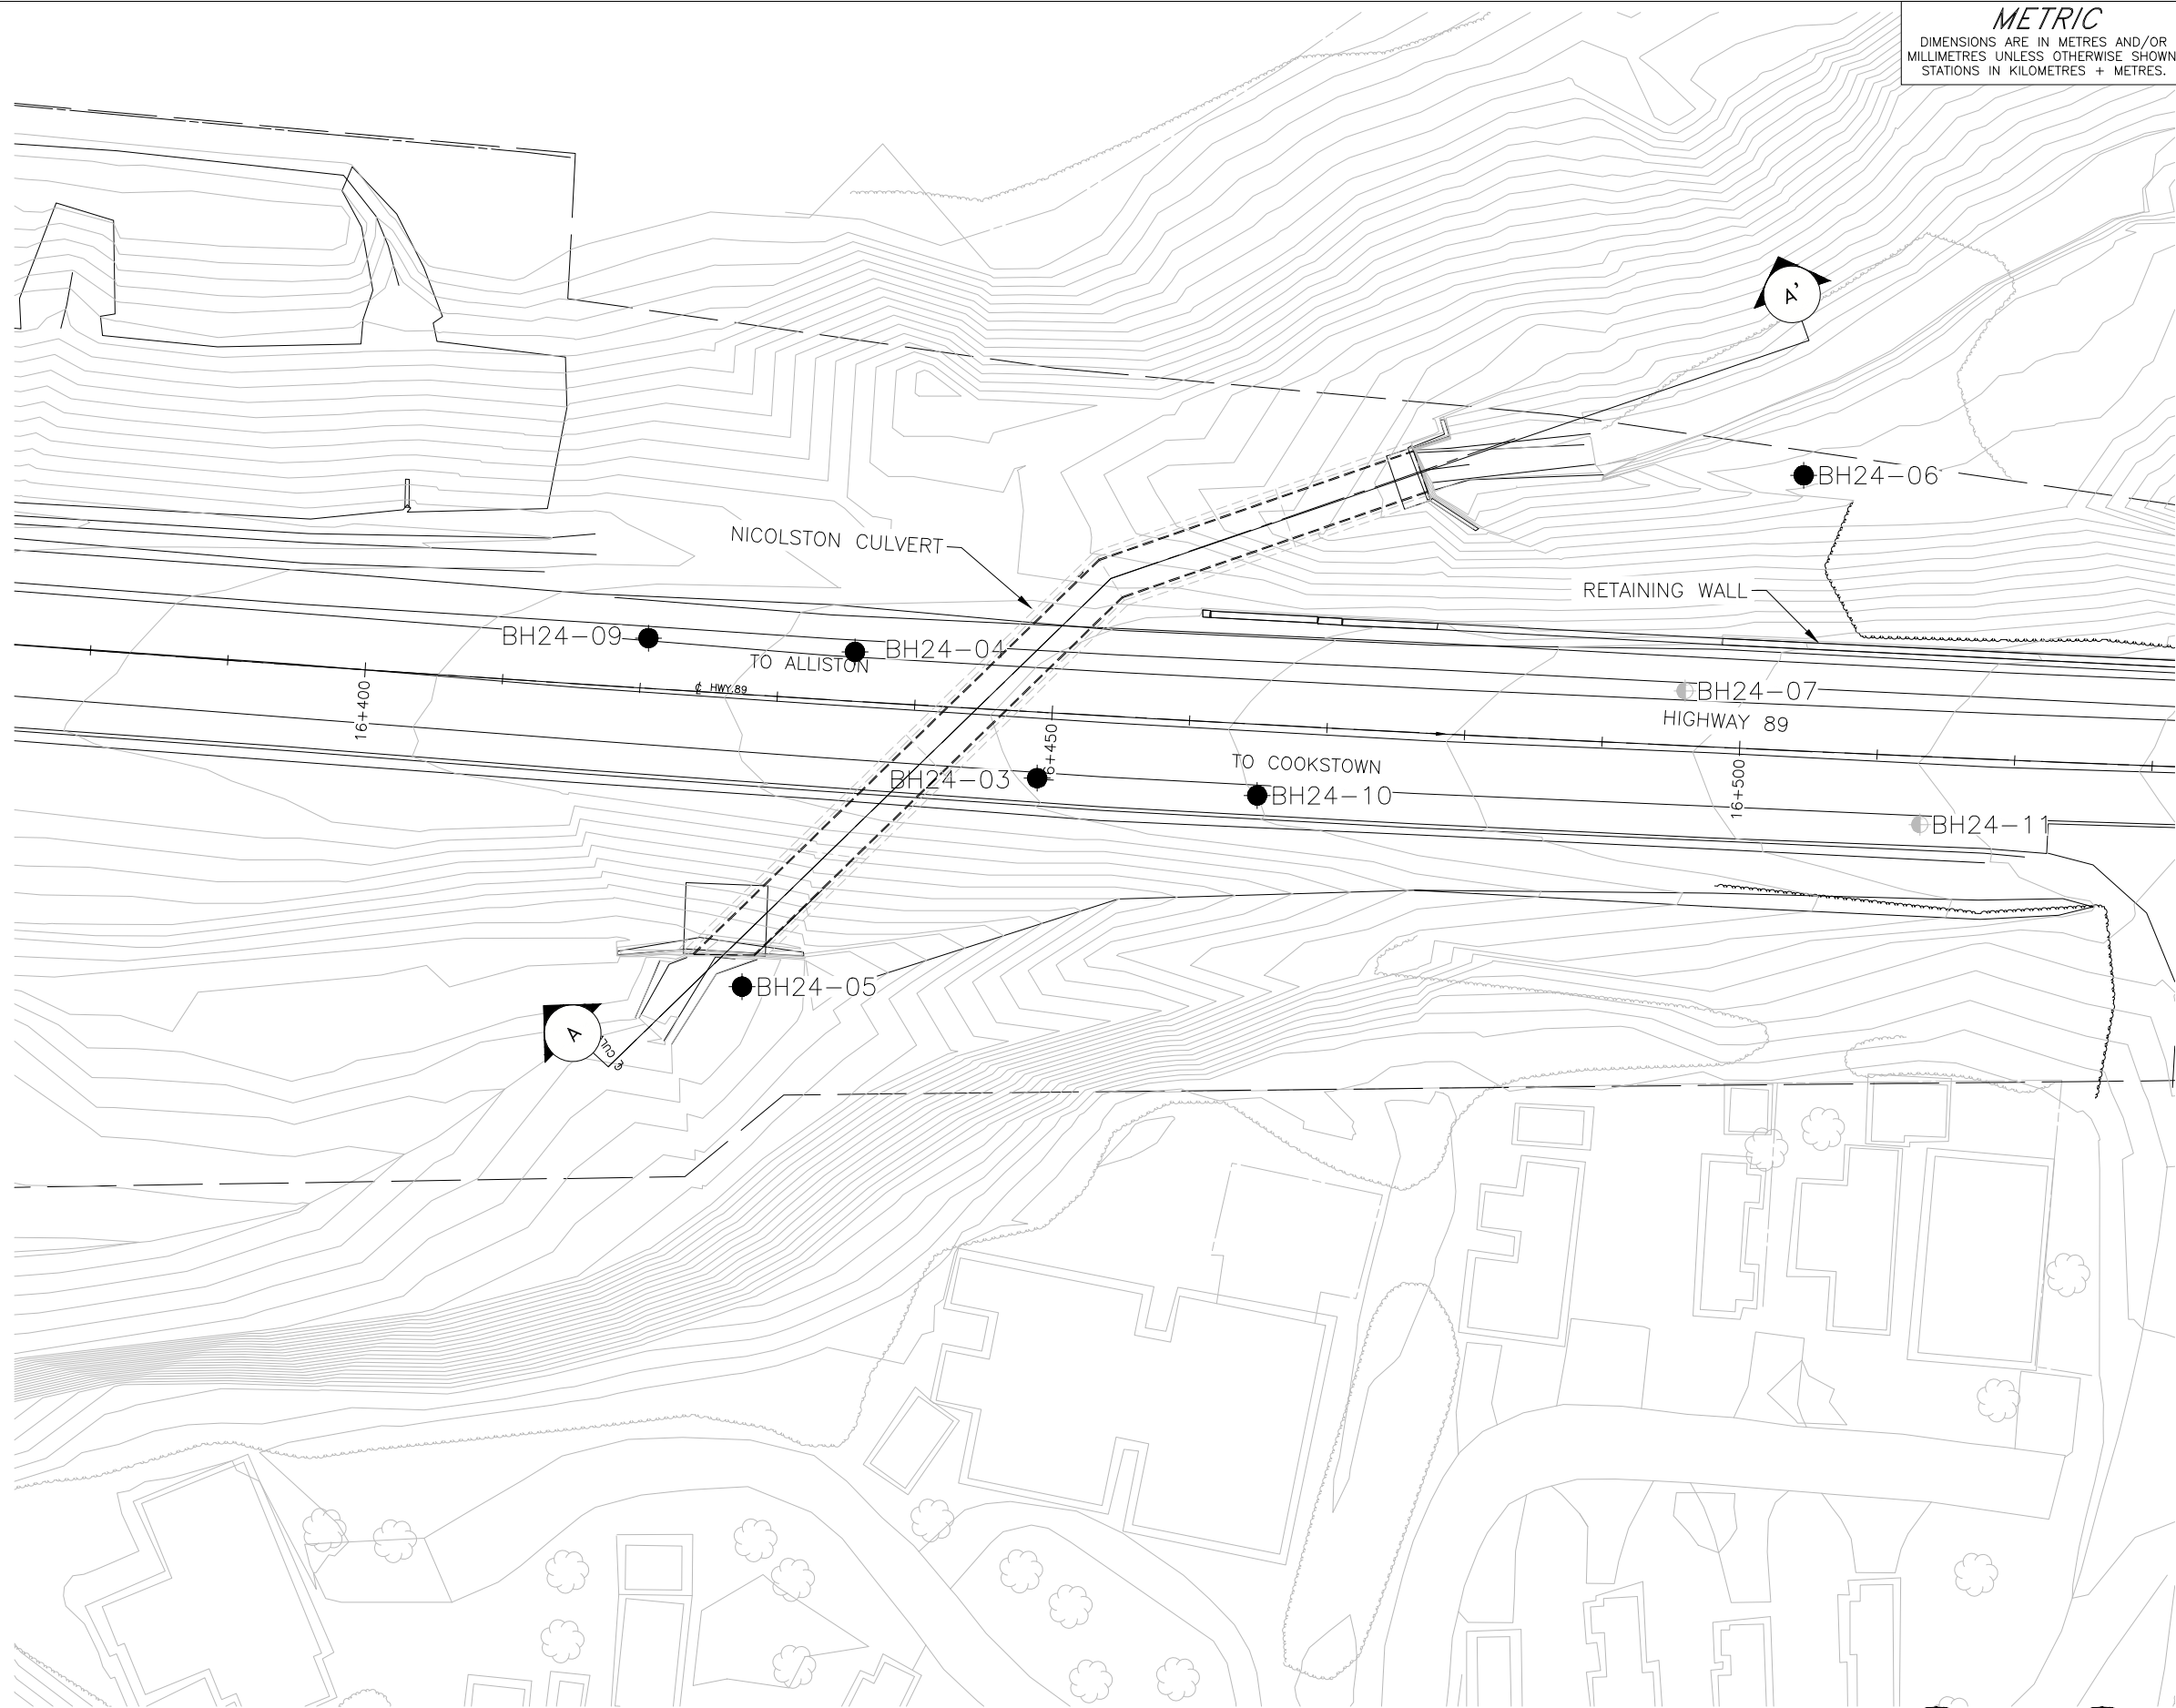 METRIC
DIMENSIONS ARE IN METRES AND/OR
MILLIMETRES UNLESS OTHERWISE SHOWN
STATIONS IN KILOMETRES + METRES.
A'
BH24-06
NICOLSTON CULVERT
RETAINING WALL
BH24-09
BH24-04
TO ALLISTON
℄ HWY.89
16+400
BH24-07
HIGHWAY 89
16+450
TO COOKSTOWN
BH24-03
BH24-10
16+500
BH24-11
BH24-05
A
℄ CUL